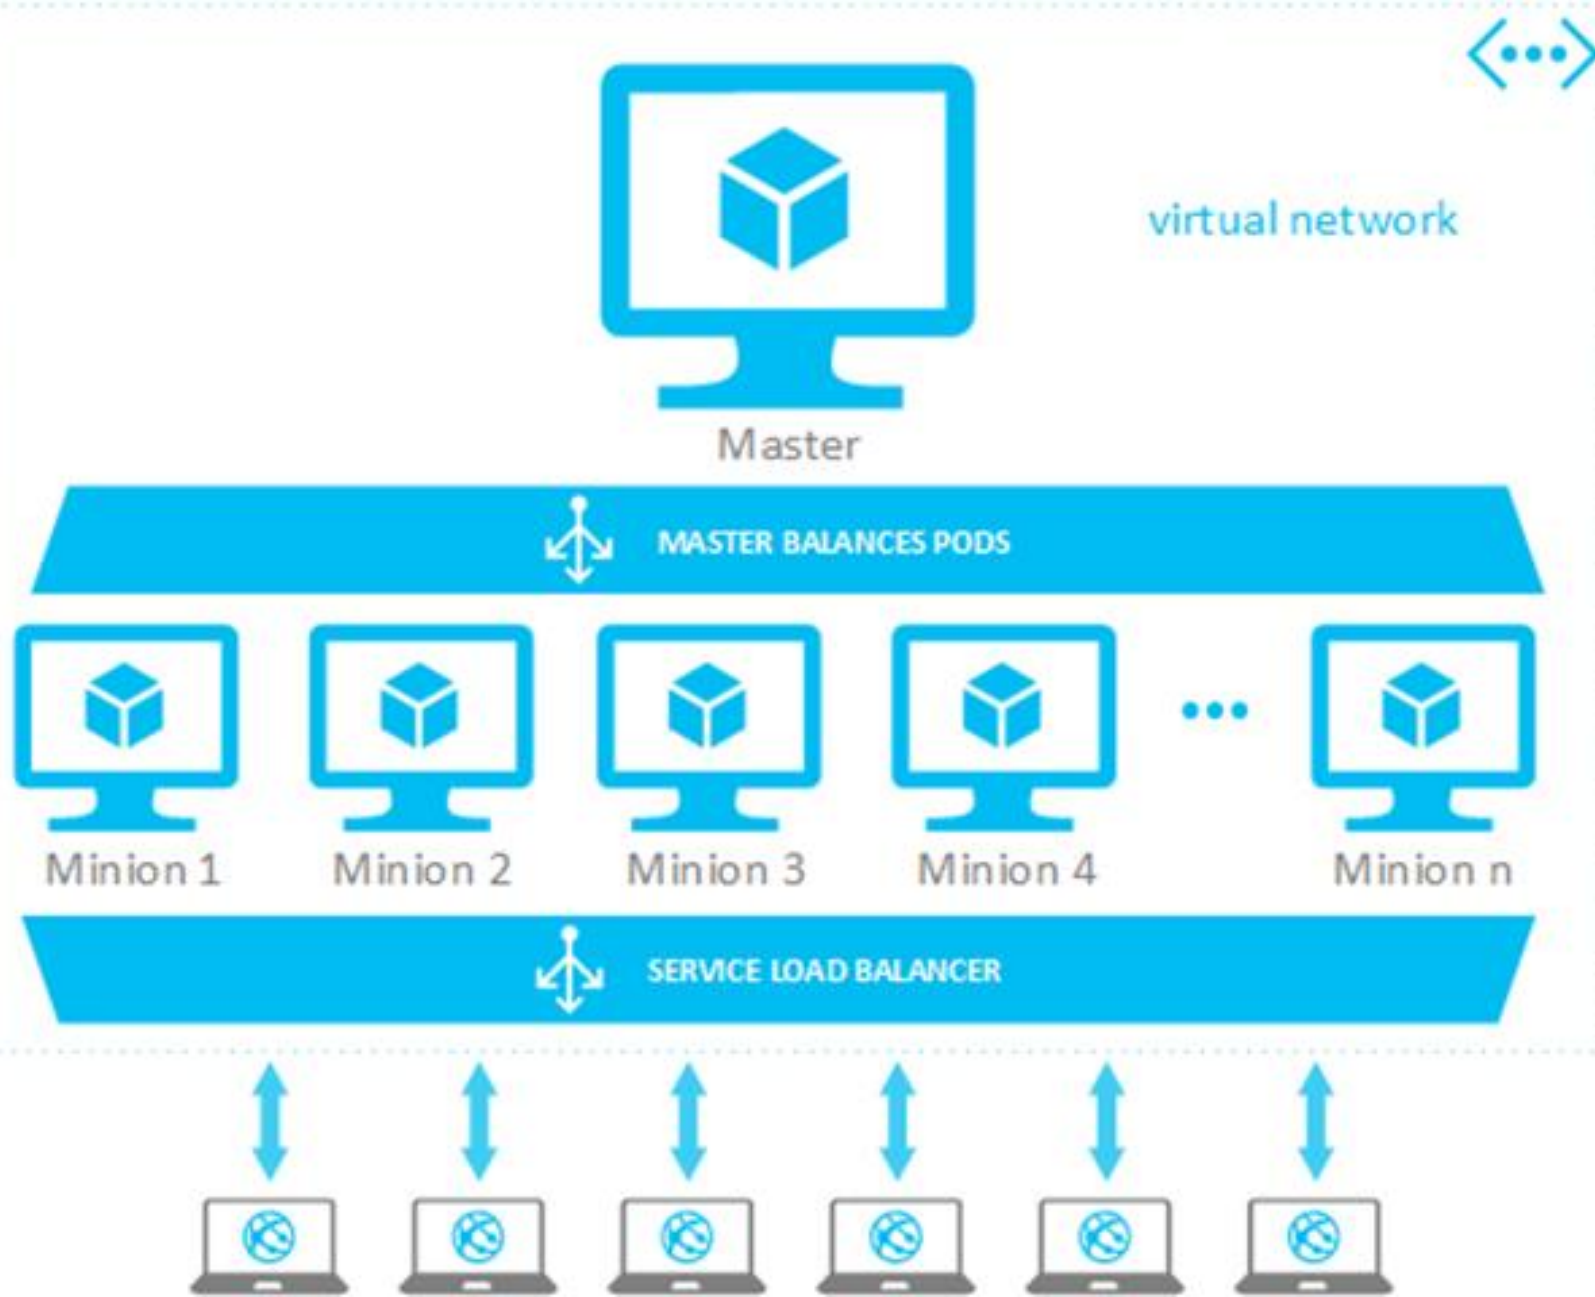 virtual network
Master
MASTER BALANCES PODS
Minion 1
Minion 2
Minion 3
Minion 4
Minion n
SERVICE LOAD BALANCER